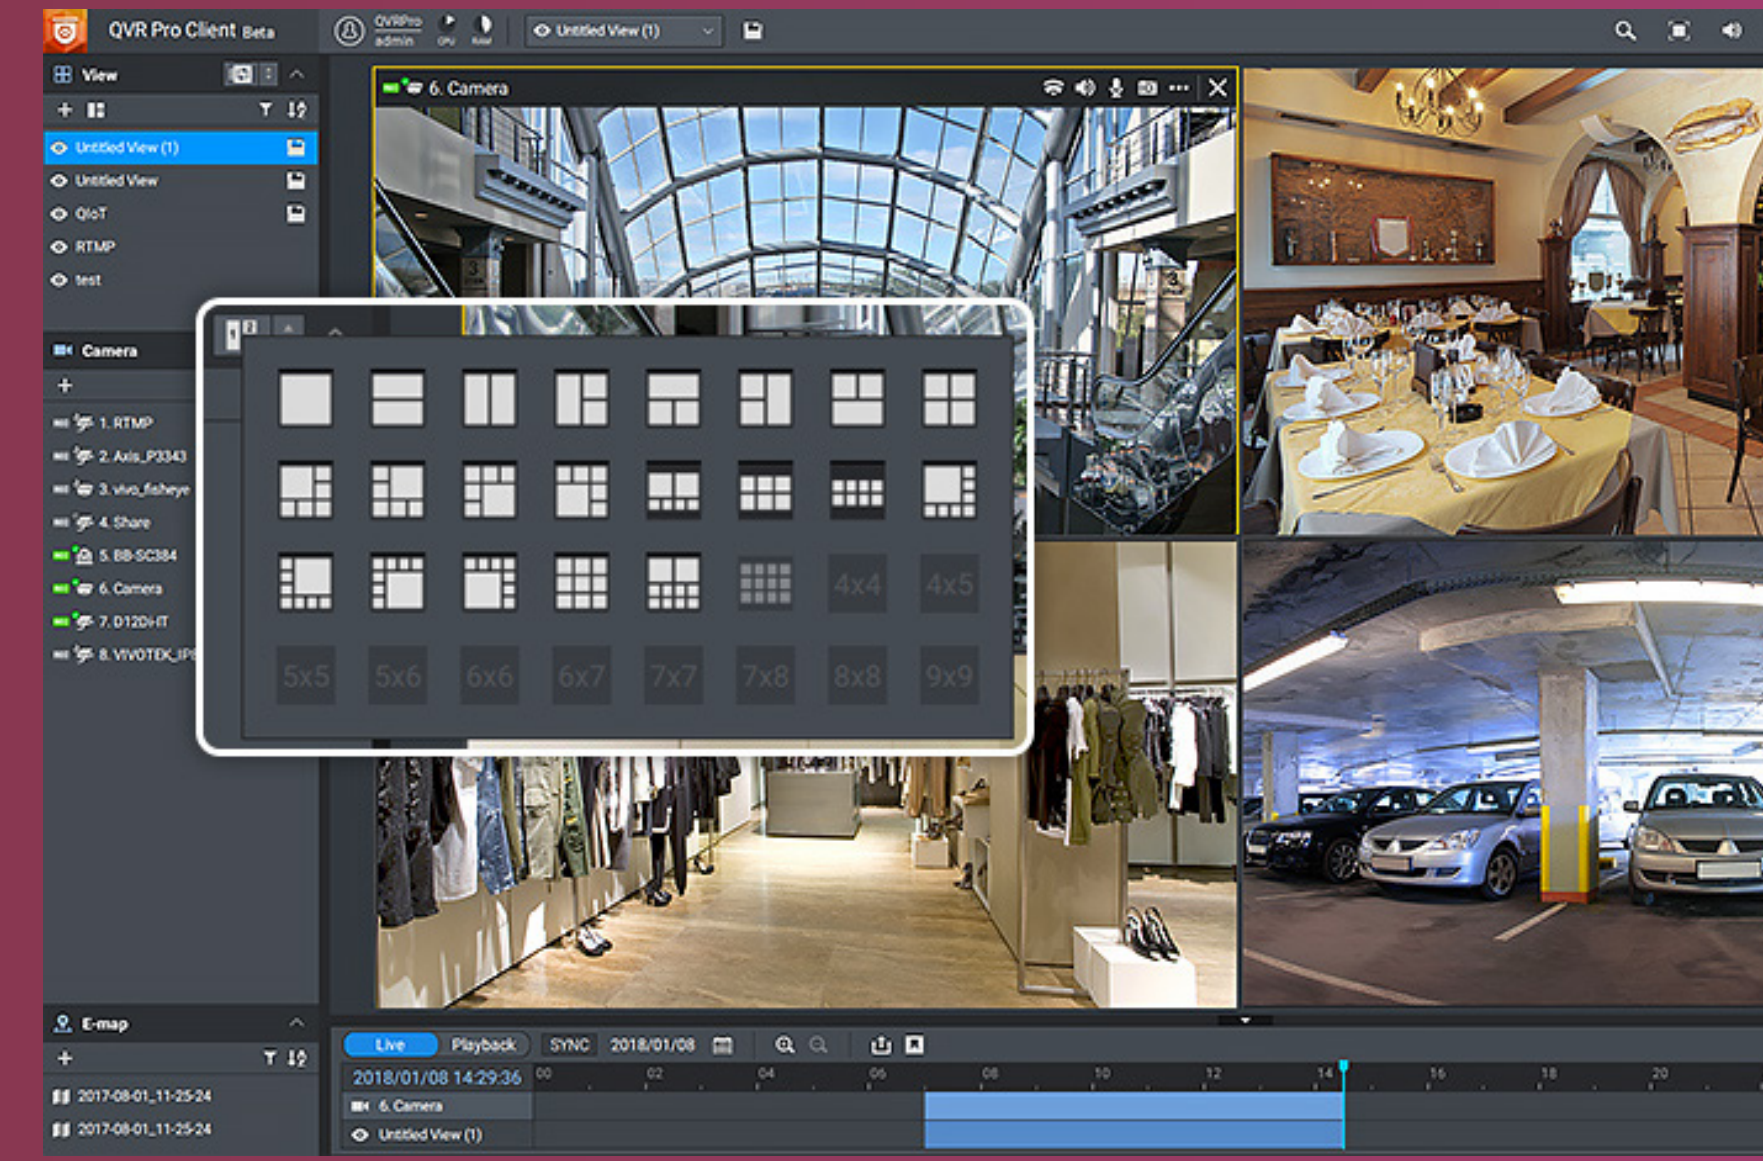 QVR Pro Client Beta
QVRPro
admin
CPU
RAM
Untitled View (1)
View
Untitled View (1)
Untitled View
QIoT
RTMP
test
Camera
1. RTMP
2. Axis_P3343
3. vivo_fisheye
4. Share
5. BB-SC384
6. Camera
7. D12Di-IT
8. VIVOTEK_IP8
6. Camera
4x4 4x5
5x5 5x6 6x6 6x7 7x7 7x8 8x8 9x9
E-map
2017-08-01_11-25-24
2017-08-01_11-25-24
Live Playback SYNC 2018/01/08
2018/01/08 14:29:36 00 02 04 06 08 10 12 14 16 18 20
6. Camera
Untitled View (1)